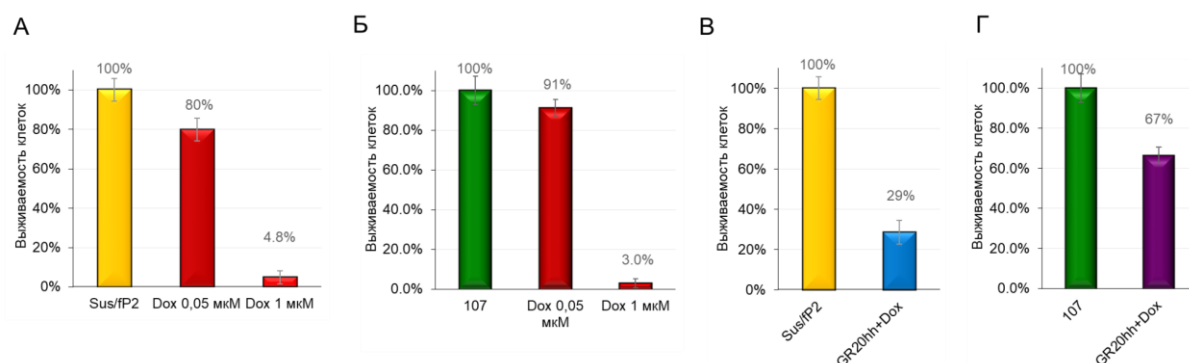 А
Выживаемость клеток
100%
80%
60%
40%
20%
0%
100%
80%
4.8%
Sus/fP2
Dox 0,05 мкМ
Dox 1 мкМ
Б
Выживаемость клеток
100.0%
80.0%
60.0%
40.0%
20.0%
0.0%
100%
91%
3.0%
107
Dox 0,05
мкМ
Dox 1 мкМ
В
Выживаемость клеток
100%
80%
60%
40%
20%
0%
100%
29%
Sus/fP2
GR20hh+Dox
Г
Выживаемость клеток
100.0%
80.0%
60.0%
40.0%
20.0%
0.0%
100%
67%
107
GR20hh+Dox